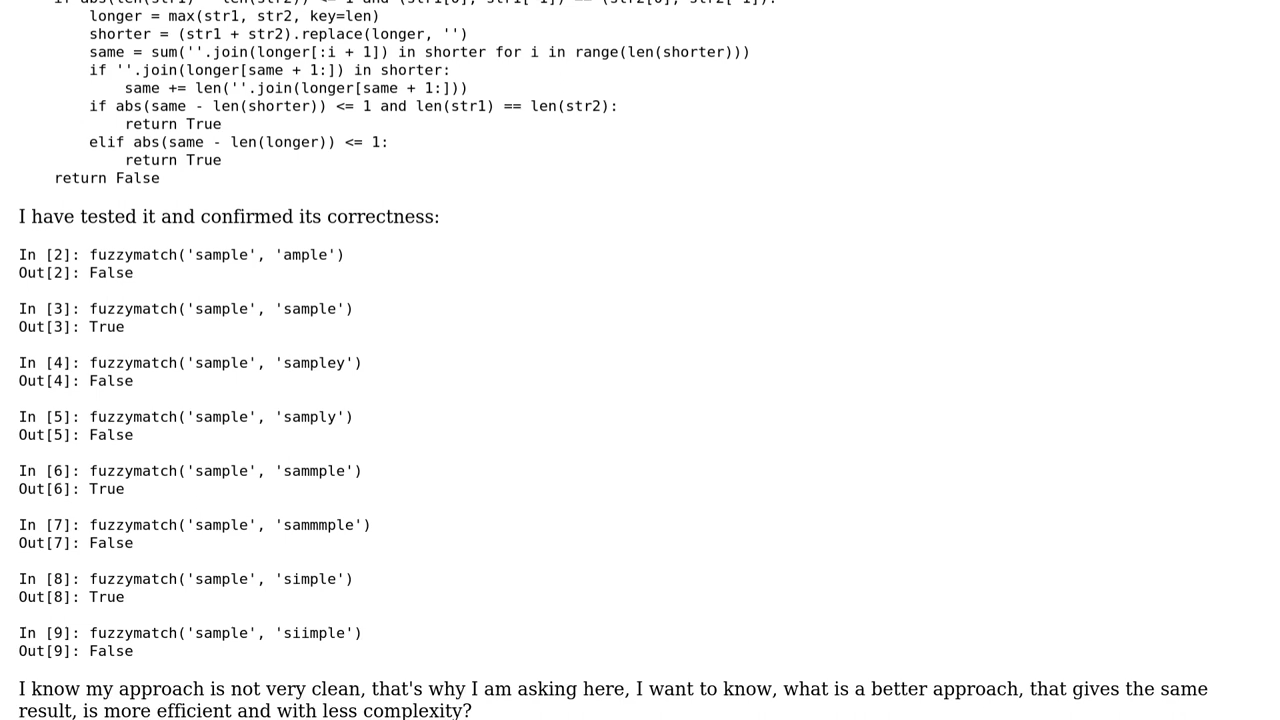 longer = max(str1, str2, key=len)
shorter = (str1 + str2).replace(longer, '')
same = sum(''.join(longer[:i + 1]) in shorter for i in range(len(shorter)))
if ''.join(longer[same + 1:]) in shorter:
same += len(''.join(longer[same + 1:]))
if abs(same - len(shorter)) <= 1 and len(str1) == len(str2):
return True
elif abs(same - len(longer)) <= 1:
return True
return False
I have tested it and confirmed its correctness:
In [2]: fuzzymatch('sample', 'ample')
Out[2]: False
In [3]: fuzzymatch('sample', 'sample')
Out[3]: True
In [4]: fuzzymatch('sample', 'sampley')
Out[4]: False
In [5]: fuzzymatch('sample', 'samply')
Out[5]: False
In [6]: fuzzymatch('sample', 'sammple')
Out[6]: True
In [7]: fuzzymatch('sample', 'sammmple')
Out[7]: False
In [8]: fuzzymatch('sample', 'simple')
Out[8]: True
In [9]: fuzzymatch('sample', 'siimple')
Out[9]: False
I know my approach is not very clean, that's why I am asking here, I want to know, what is a better approach, that gives the same
result, is more efficient and with less complexity?